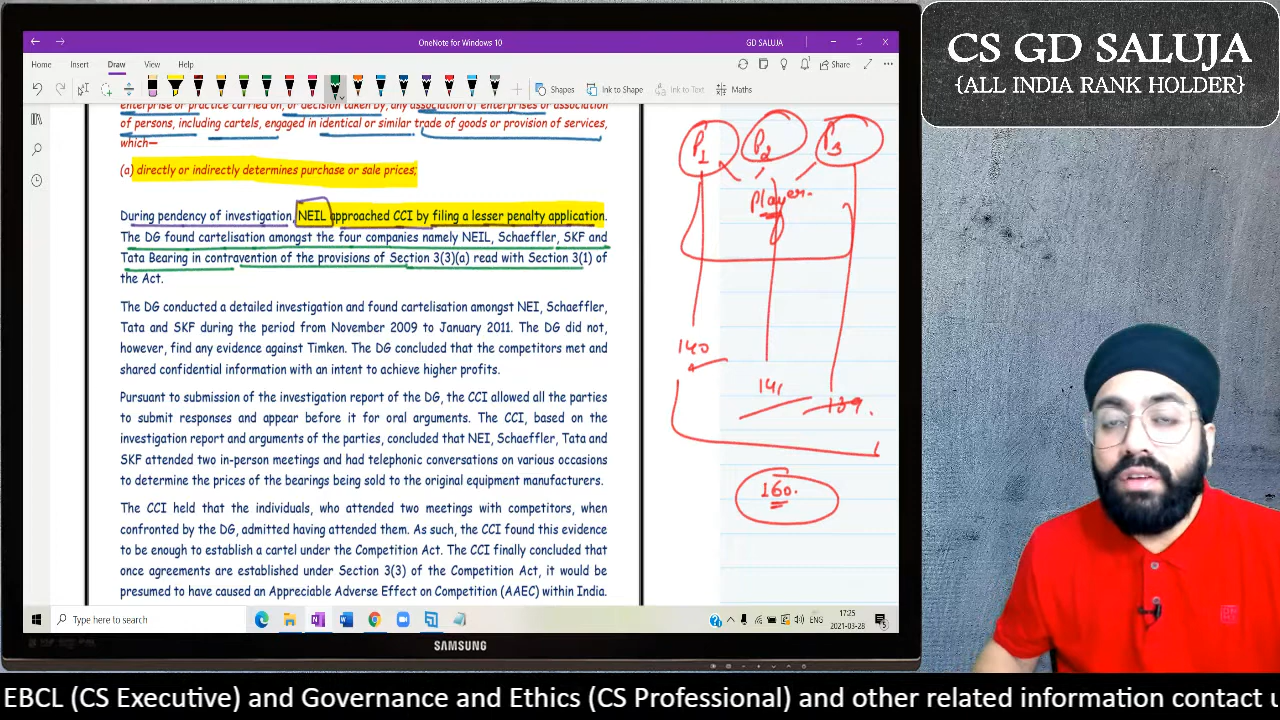 OneNote for Windows 10
GD SALUJA
Home Insert Draw View Help
Share
Shapes Ink to Shape Ink to Text Maths
enterprise or practice carried on, or decision taken by, any association of enterprises or association
of persons, including cartels, engaged in identical or similar trade of goods or provision of services,
which—
(a) directly or indirectly determines purchase or sale prices;
During pendency of investigation, NEIL approached CCI by filing a lesser penalty application.
The DG found cartelisation amongst the four companies namely NEIL, Schaeffler, SKF and
Tata Bearing in contravention of the provisions of Section 3(3)(a) read with Section 3(1) of
the Act.
The DG conducted a detailed investigation and found cartelisation amongst NEI, Schaeffler,
Tata and SKF during the period from November 2009 to January 2011. The DG did not,
however, find any evidence against Timken. The DG concluded that the competitors met and
shared confidential information with an intent to achieve higher profits.
Pursuant to submission of the investigation report of the DG, the CCI allowed all the parties
to submit responses and appear before it for oral arguments. The CCI, based on the
investigation report and arguments of the parties, concluded that NEI, Schaeffler, Tata and
SKF attended two in-person meetings and had telephonic conversations on various occasions
to determine the prices of the bearings being sold to the original equipment manufacturers.
The CCI held that the individuals, who attended two meetings with competitors, when
confronted by the DG, admitted having attended them. As such, the CCI found this evidence
to be enough to establish a cartel under the Competition Act. The CCI finally concluded that
once agreements are established under Section 3(3) of the Competition Act, it would be
presumed to have caused an Appreciable Adverse Effect on Competition (AAEC) within India.
P1 P2 P3
Player
140
141
139.
160.
Type here to search
ENG
17:25
2021-03-28
SAMSUNG
CS GD SALUJA
{ALL INDIA RANK HOLDER}
EBCL (CS Executive) and Governance and Ethics (CS Professional) and other related information contact u